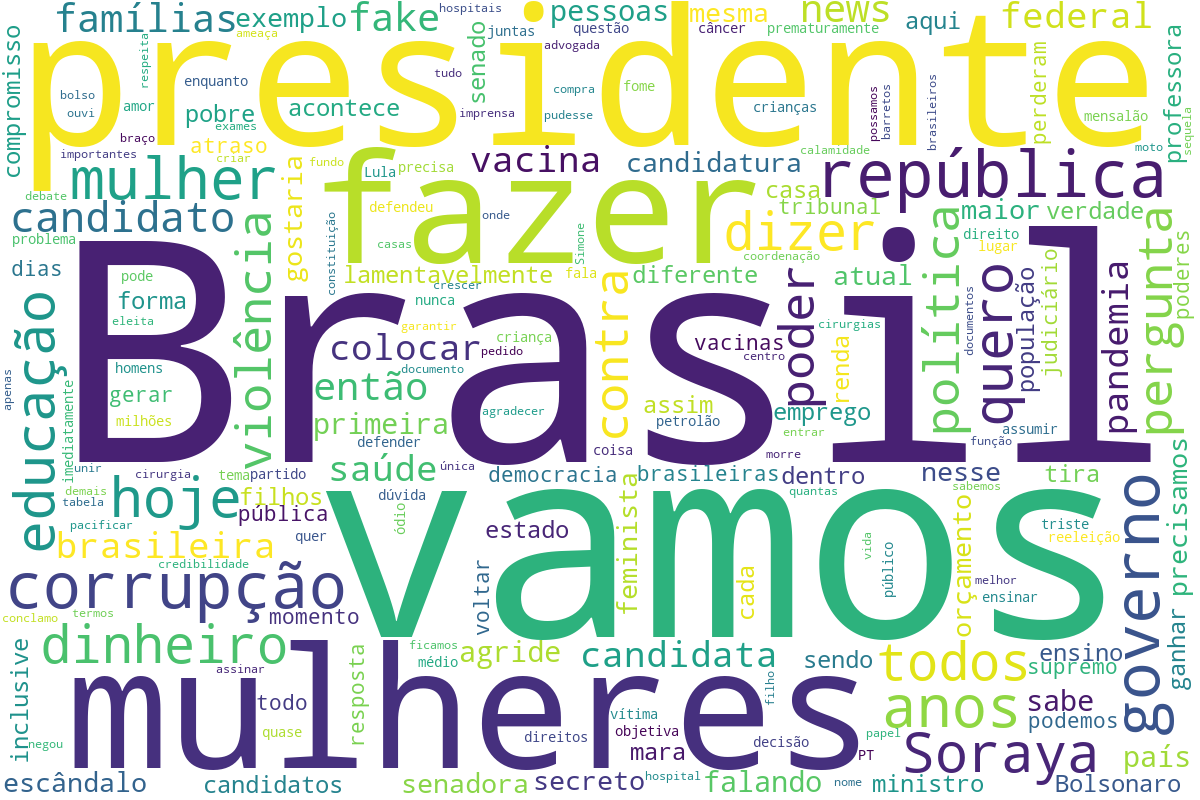 famílias
exemplo
fake
hospitais
pessoas
mesma
news
aqui
federal
presidente
ameaça
juntas
questão
câncer
prematuramente
compromisso
respeita
enquanto
senado
advogada
tudo
perderam
professora
bolso
ouvi
amor
pobre
acontece
compra
imprensa
pudesse
fome
crianças
possamos
barretos
brasileiros
mensalão
sequela
braço
exames
atraso
criar
importantes
fundo
vacina
candidatura
calamidade
república
moto
mulher
Lula
precisa
casa
debate
gostaria
fazer
defendeu
onde
tribunal
maior
verdade
candidato
violência
constituição
casas
Simone
dizer
política
direito
pergunta
problema
lugar
poderes
dias
pode
lamentavelmente
fala
diferente
coordenação
atual
poder
documentos
quero
população
judiciário
pandemia
educação
forma
eleita
Brasil
crescer
nunca
contra
garantir
criança
pedido
vacinas
cirurgias
renda
centro
apenas
homens
imediatamente
gerar
milhões
colocar
documento
então
agradecer
assim
petrolão
emprego
primeira
defender
coisa
entrar
função
assumir
unir
cirurgia
tema
partido
saúde
única
democracia
brasileiras
morre
dentro
nesse
tira
precisamos
demais
tabela
hoje
filhos
dúvida
quantas
sabemos
pacificar
pública
ódio
vamos
feminista
estado
orçamento
triste
reeleição
governo
brasileira
quer
credibilidade
voltar
cada
vida
público
melhor
ensinar
corrupção
conclamo
termos
momento
dinheiro
ficamos
médio
agride
candidata
sendo
todos
ensino
supremo
ganhar
inclusive
assinar
mulheres
resposta
filho
todo
vítima
anos
sabe
podemos
negou
quase
direitos
objetiva
mara
decisão
papel
PT
Soraya
país
escândalo
candidatos
senadora
secreto
hospital
falando
nome
ministro
Bolsonaro